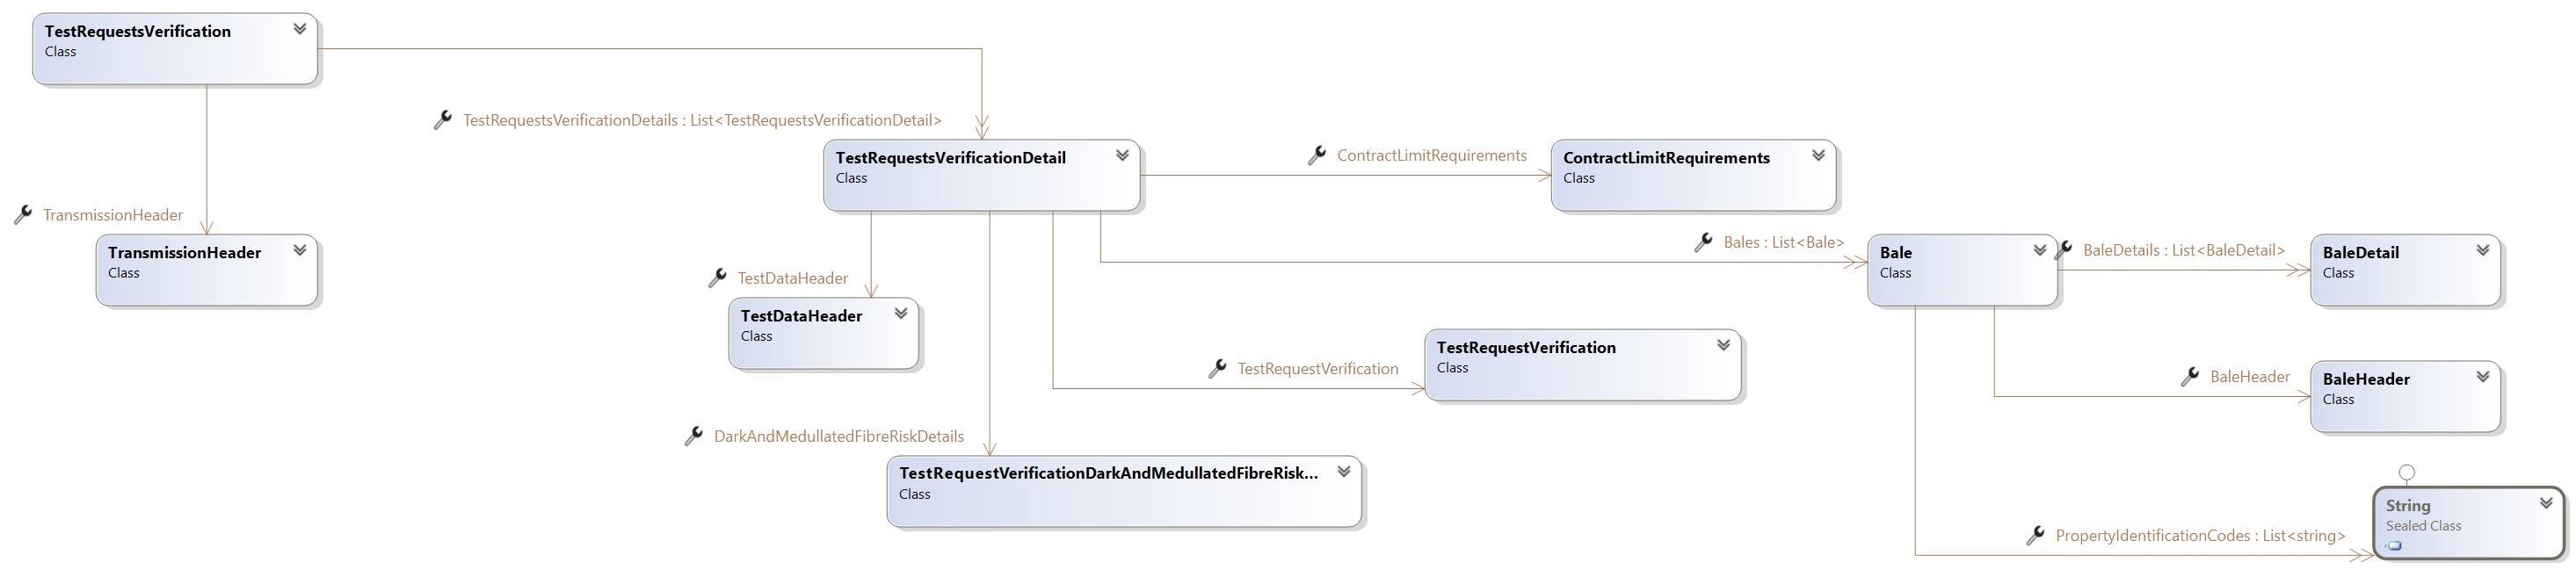 TestRequestsVerification
Class
TestRequestsVerificationDetails : List<TestRequestsVerificationDetail>
TestRequestsVerificationDetail
Class
ContractLimitRequirements
ContractLimitRequirements
Class
TransmissionHeader
TransmissionHeader
Class
Bales : List<Bale>
Bale
Class
BaleDetails : List<BaleDetail>
BaleDetail
Class
TestDataHeader
TestDataHeader
Class
TestRequestVerification
TestRequestVerification
Class
BaleHeader
BaleHeader
Class
DarkAndMedullatedFibreRiskDetails
TestRequestVerificationDarkAndMedullatedFibreRisk...
Class
String
Sealed Class
PropertyIdentificationCodes : List<string>